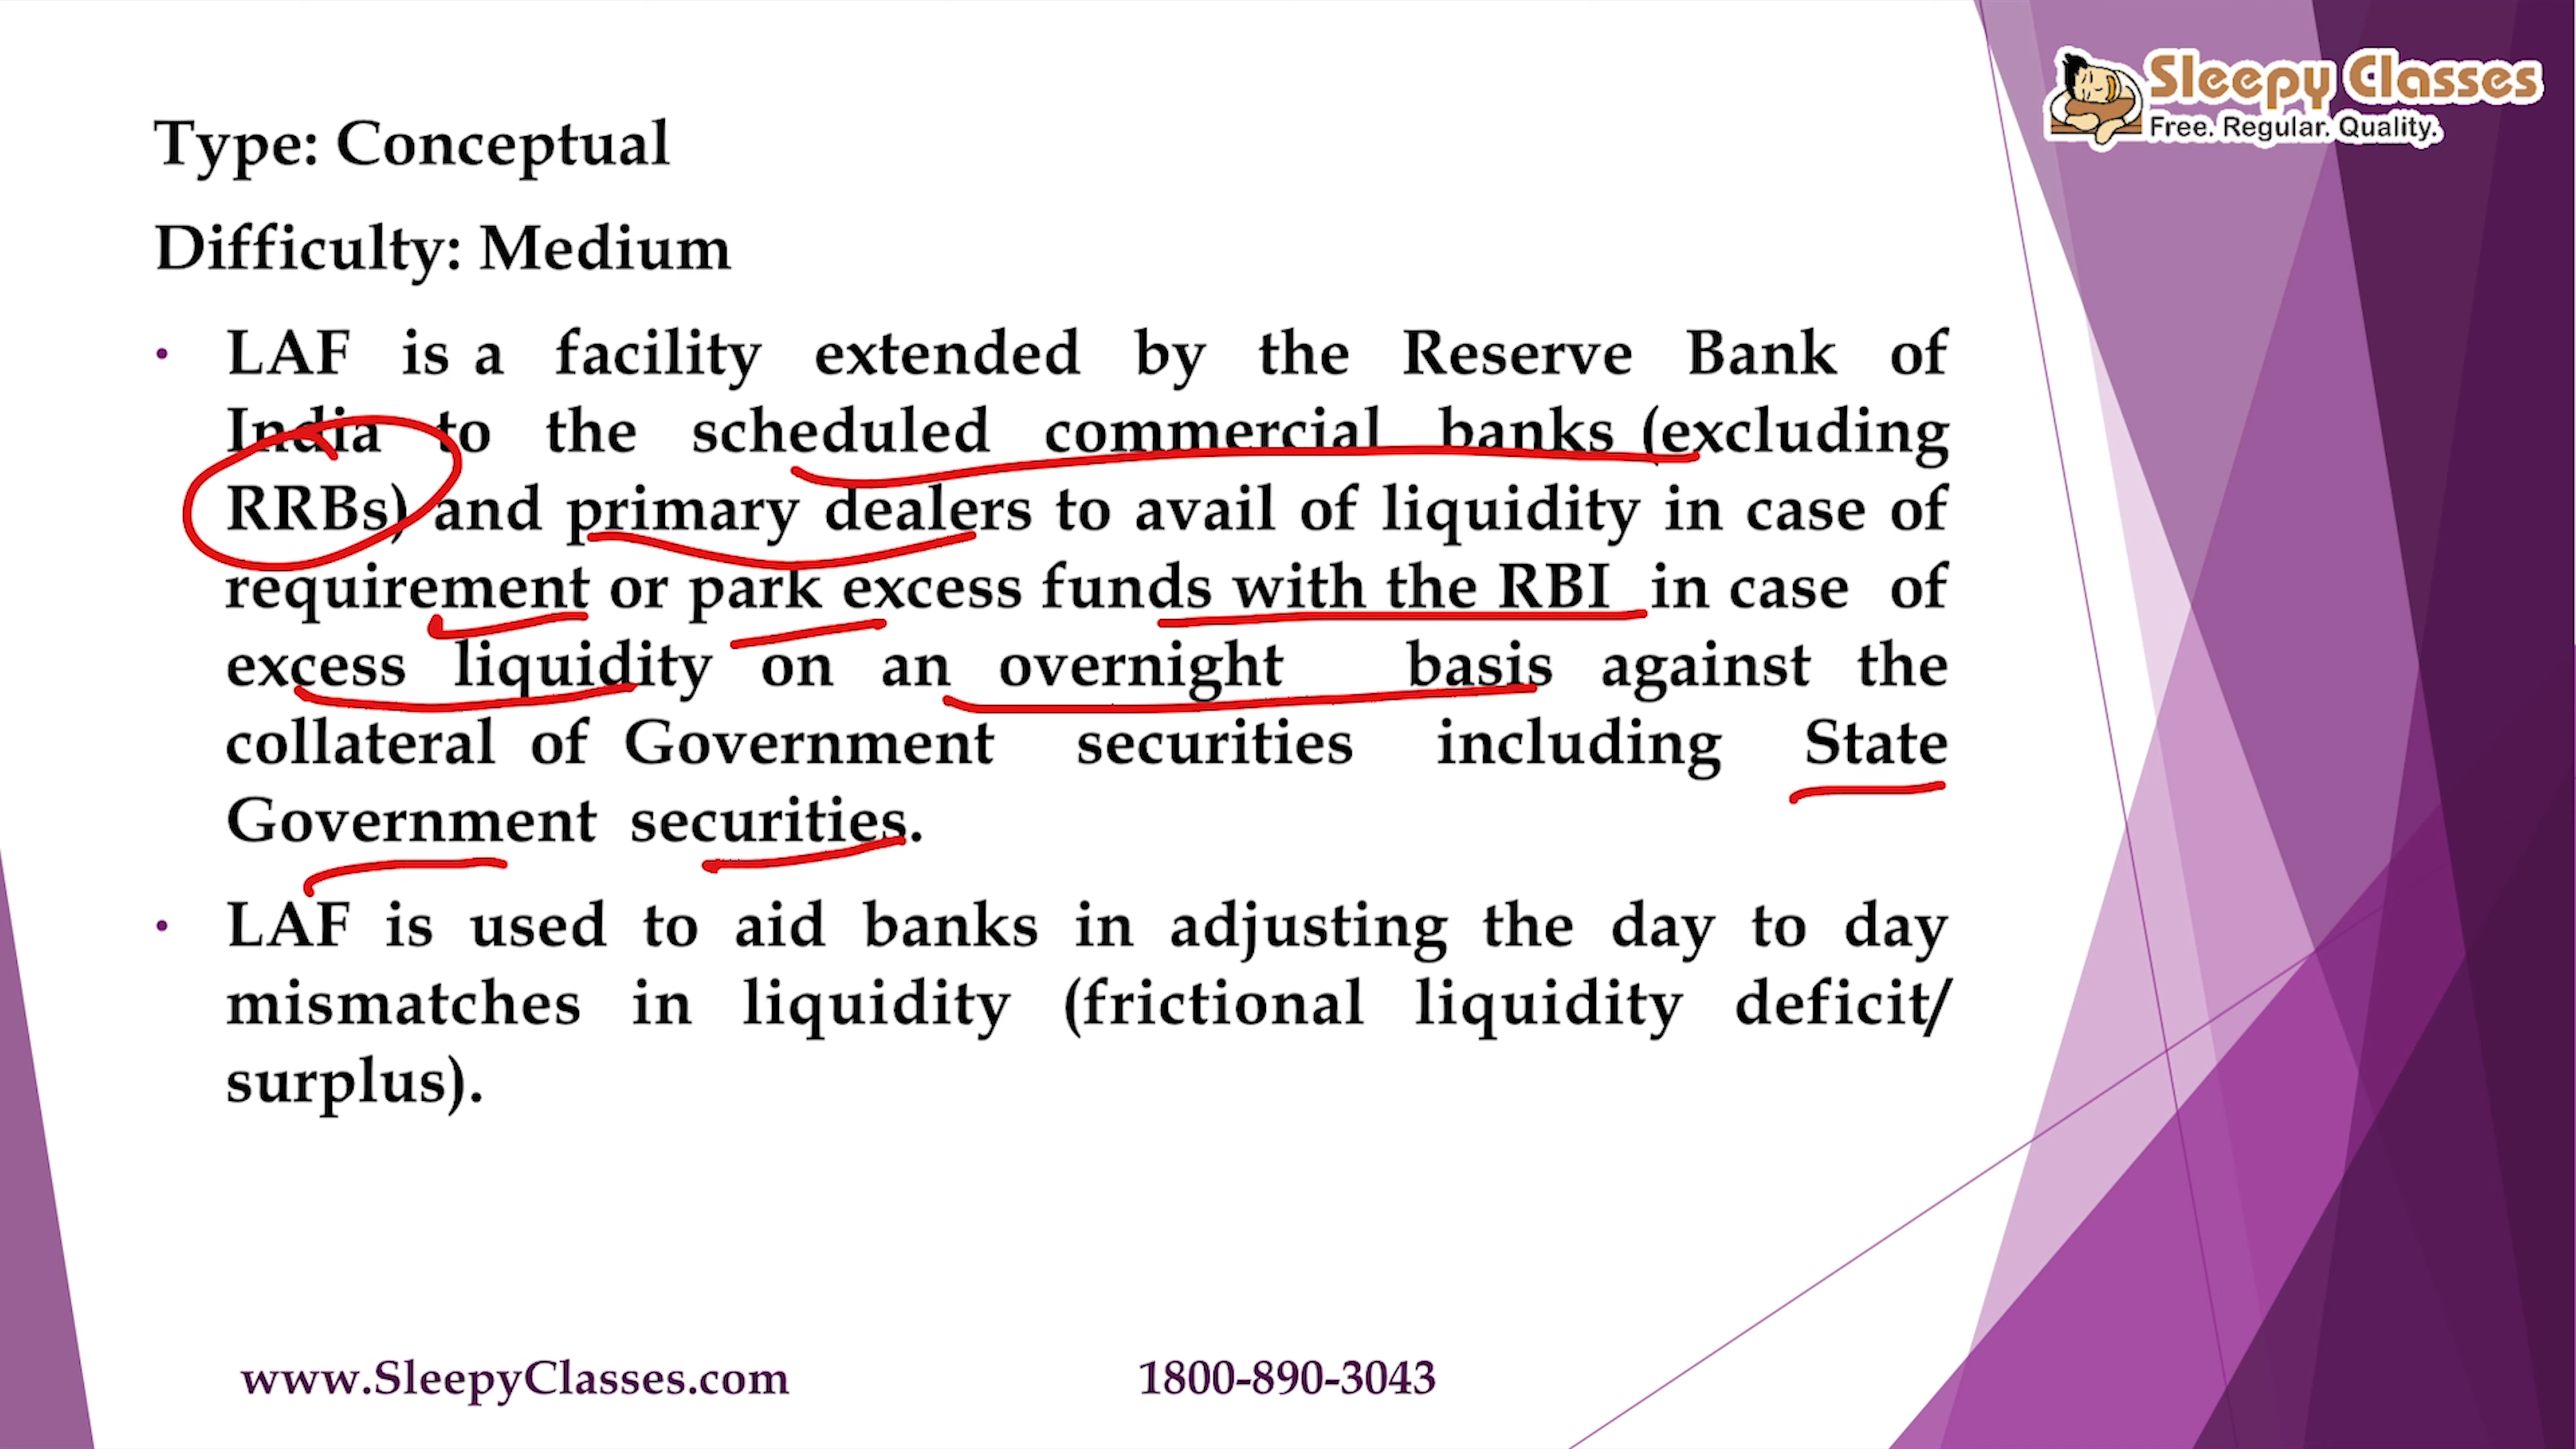 Sleepy Classes
Free. Regular. Quality.
Type: Conceptual
Difficulty: Medium
• LAF is a facility extended by the Reserve Bank of
India to the scheduled commercial banks (excluding
RRBs) and primary dealers to avail of liquidity in case of
requirement or park excess funds with the RBI in case of
excess liquidity on an overnight basis against the
collateral of Government securities including State
Government securities.
• LAF is used to aid banks in adjusting the day to day
mismatches in liquidity (frictional liquidity deficit/
surplus).
www.SleepyClasses.com
1800-890-3043